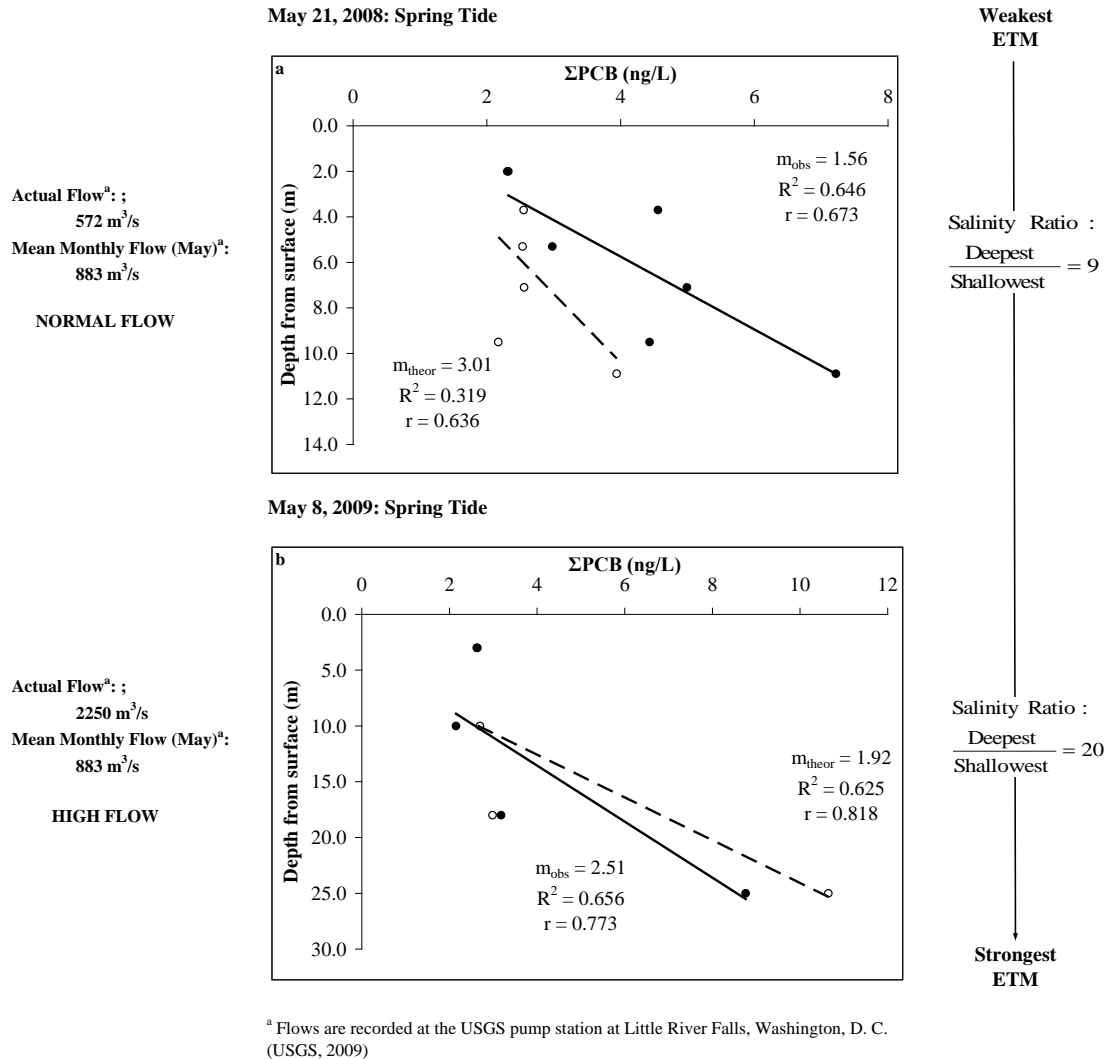 May 21, 2008: Spring Tide
Weakest
ETM
a
ΣPCB (ng/L)
0
2
4
6
8
0.0
2.0
4.0
6.0
8.0
10.0
12.0
14.0
Depth from surface (m)
m_obs = 1.56
R² = 0.646
r = 0.673
m_theor = 3.01
R² = 0.319
r = 0.636
Actual Flow^a: ;
572 m³/s
Mean Monthly Flow (May)^a:
883 m³/s
NORMAL FLOW
Salinity Ratio :
Deepest
Shallowest
= 9
May 8, 2009: Spring Tide
b
ΣPCB (ng/L)
0
2
4
6
8
10
12
0.0
5.0
10.0
15.0
20.0
25.0
30.0
Depth from surface (m)
m_theor = 1.92
R² = 0.625
r = 0.818
m_obs = 2.51
R² = 0.656
r = 0.773
Actual Flow^a: ;
2250 m³/s
Mean Monthly Flow (May)^a:
883 m³/s
HIGH FLOW
Salinity Ratio :
Deepest
Shallowest
= 20
Strongest
ETM
^a Flows are recorded at the USGS pump station at Little River Falls, Washington, D. C.
(USGS, 2009)